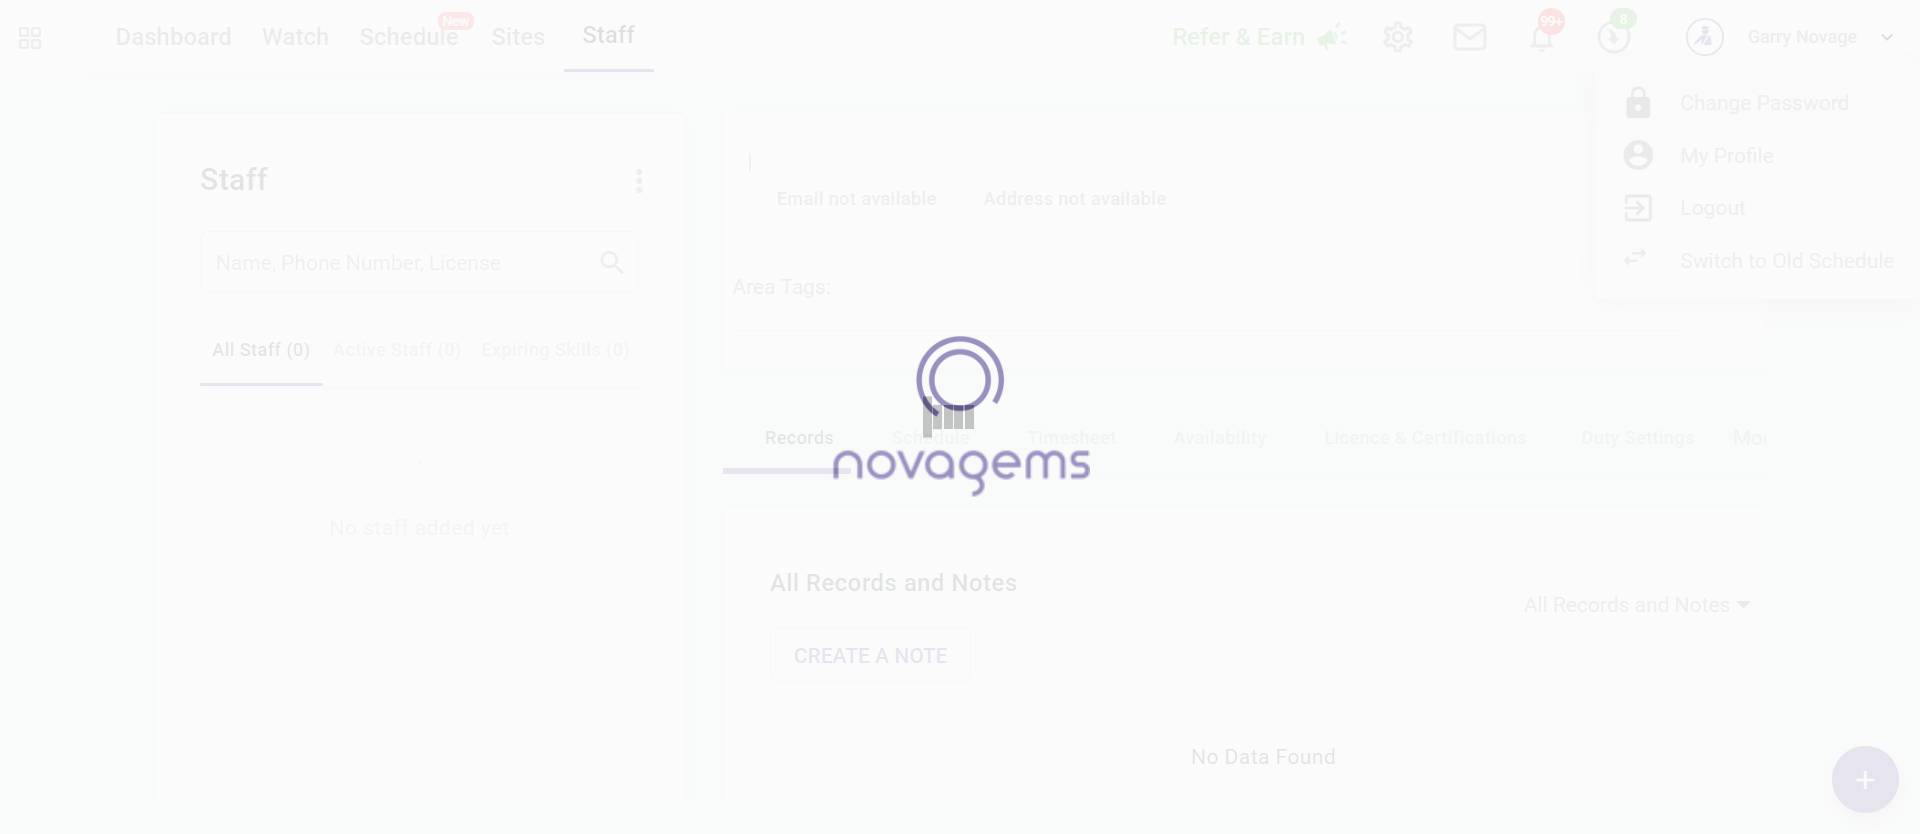 Dashboard Watch Schedule New Sites Staff Refer & Earn 99+ 8 Garry Novage
Change Password
My Profile
Logout
Switch to Old Schedule
Staff
Name, Phone Number, License
All Staff (0) Active Staff (0) Expiring Skills (0)
No staff added yet
Email not available Address not available
Area Tags:
Records Schedule Timesheet Availability Licence & Certifications Duty Settings
novagems
All Records and Notes
All Records and Notes
CREATE A NOTE
No Data Found